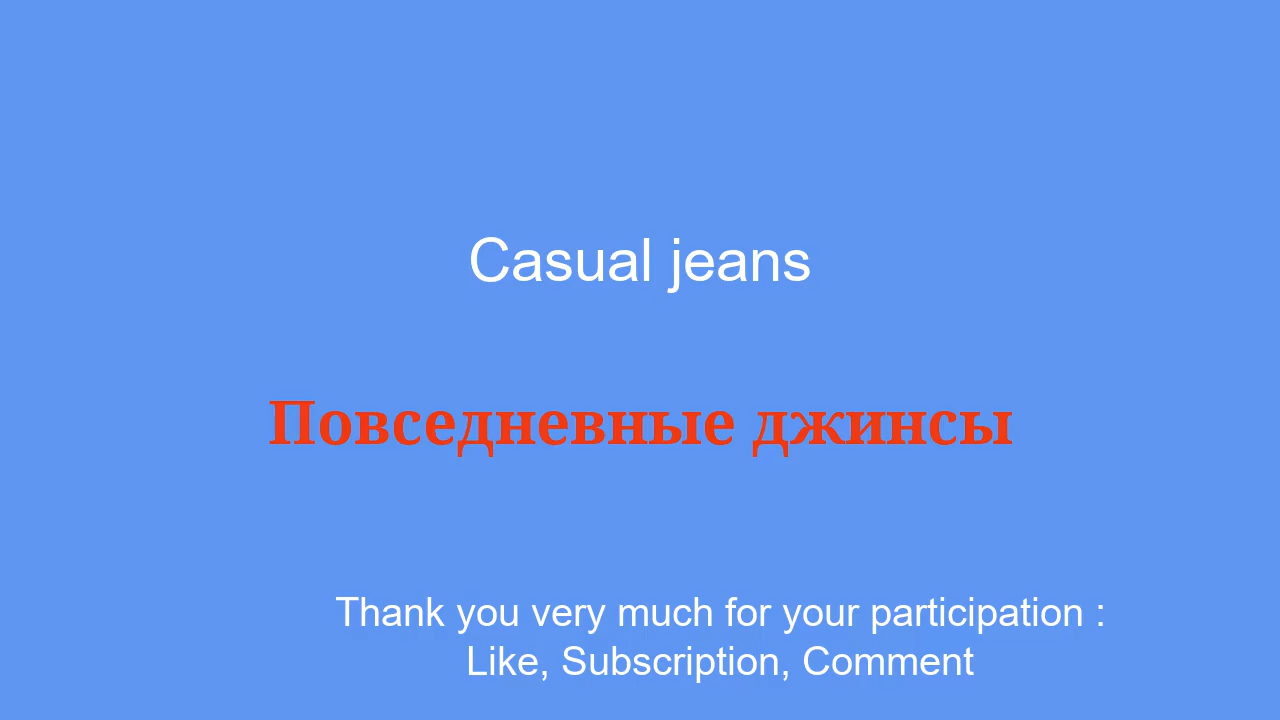 Casual jeans
Повседневные джинсы
Thank you very much for your participation :
Like, Subscription, Comment